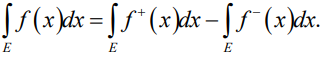 ∫_E f(x)dx = ∫_E f⁺(x)dx − ∫_E f⁻(x)dx.